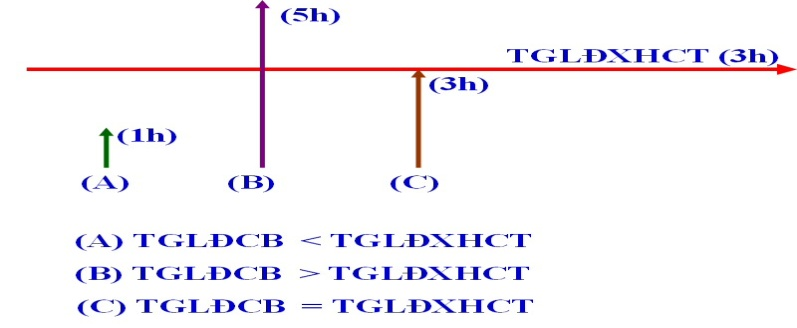 (5h)
TGLĐXHCT (3h)
(3h)
(1h)
(A) (B) (C)
(A) TGLĐCB < TGLĐXHCT
(B) TGLĐCB > TGLĐXHCT
(C) TGLĐCB = TGLĐXHCT